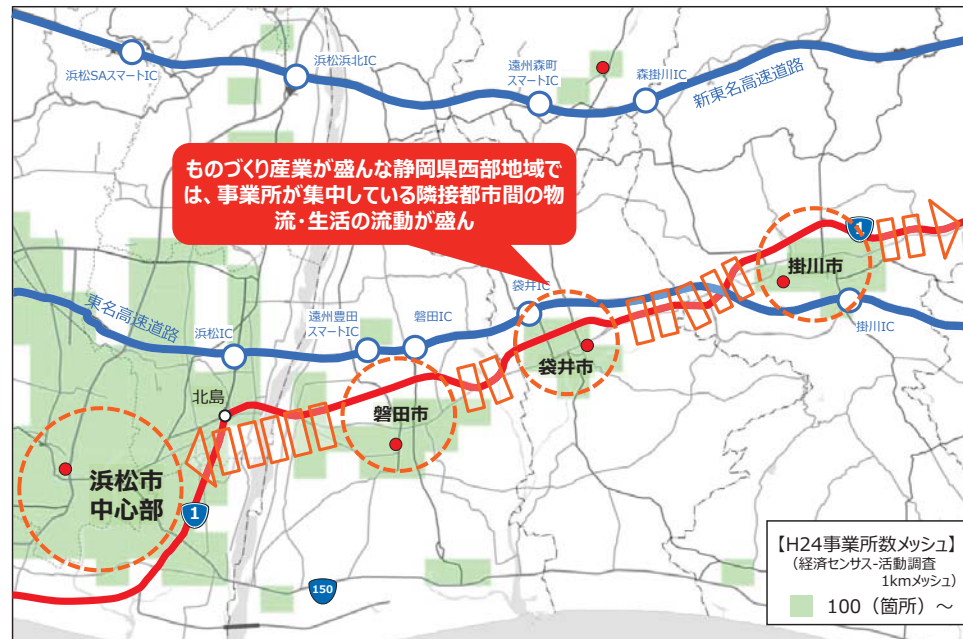 浜松SAスマートIC
浜松浜北IC
遠州森町
スマートIC
森掛川IC
新東名高速道路
ものづくり産業が盛んな静岡県西部地域で
は、事業所が集中している隣接都市間の物
流・生活の流動が盛ん
1
掛川市
掛川IC
袋井IC
東名高速道路
浜松IC
遠州豊田
スマートIC
磐田IC
袋井市
北島
磐田市
浜松市
中心部
1
150
【H24事業所数メッシュ】
(経済センサス-活動調査
1kmメッシュ)
100（箇所）～